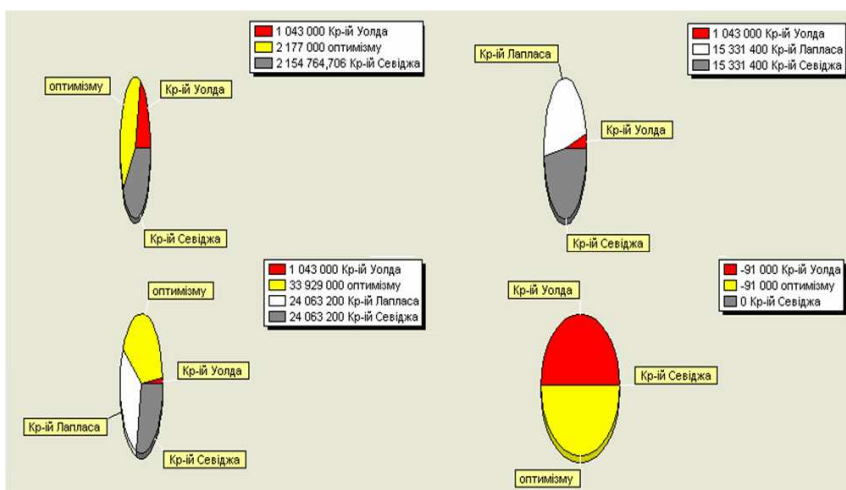 1 043 000 Кр-ій Уолда
2 177 000 оптимізму
2 154 764,706 Кр-ій Севіджа
оптимізму
Кр-ій Уолда
Кр-ій Севіджа
1 043 000 Кр-ій Уолда
15 331 400 Кр-ій Лапласа
15 331 400 Кр-ій Севіджа
Кр-ій Лапласа
Кр-ій Уолда
Кр-ій Севіджа
1 043 000 Кр-ій Уолда
33 929 000 оптимізму
24 063 200 Кр-ій Лапласа
24 063 200 Кр-ій Севіджа
оптимізму
Кр-ій Уолда
Кр-ій Лапласа
Кр-ій Севіджа
-91 000 Кр-ій Уолда
-91 000 оптимізму
0 Кр-ій Севіджа
Кр-ій Уолда
Кр-ій Севіджа
оптимізму